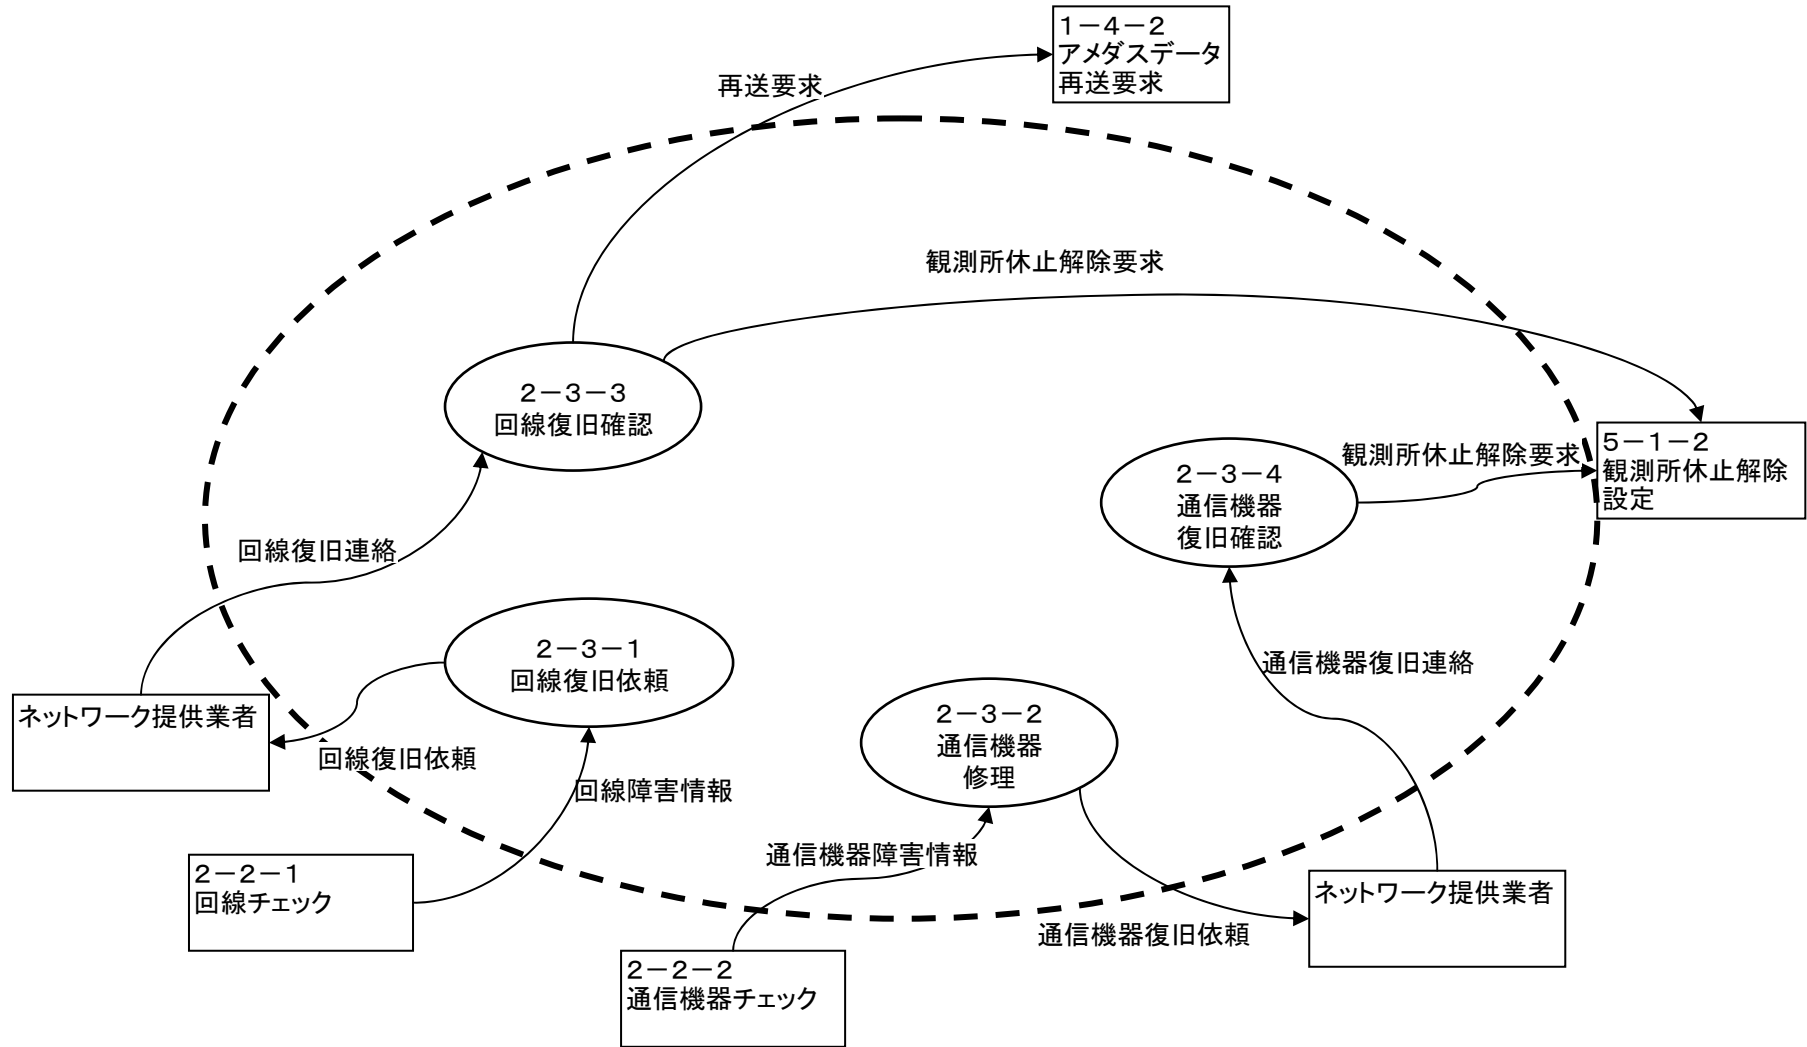 1－4－2
アメダスデータ
再送要求
再送要求
観測所休止解除要求
2－3－3
回線復旧確認
5－1－2
観測所休止解除
設定
観測所休止解除要求
2－3－4
通信機器
復旧確認
回線復旧連絡
2－3－1
回線復旧依頼
通信機器復旧連絡
ネットワーク提供業者
2－3－2
通信機器
修理
回線復旧依頼
回線障害情報
通信機器障害情報
2－2－1
回線チェック
ネットワーク提供業者
通信機器復旧依頼
2－2－2
通信機器チェック